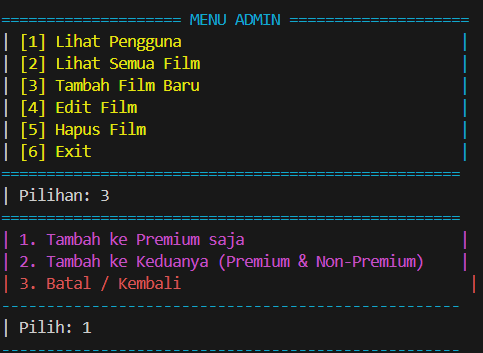 ==================== MENU ADMIN ====================
| [1] Lihat Pengguna |
| [2] Lihat Semua Film |
| [3] Tambah Film Baru |
| [4] Edit Film |
| [5] Hapus Film |
| [6] Exit |
===================================================
| Pilihan: 3
===================================================
| 1. Tambah ke Premium saja |
| 2. Tambah ke Keduanya (Premium & Non-Premium) |
| 3. Batal / Kembali |
---------------------------------------------------
| Pilih: 1
---------------------------------------------------